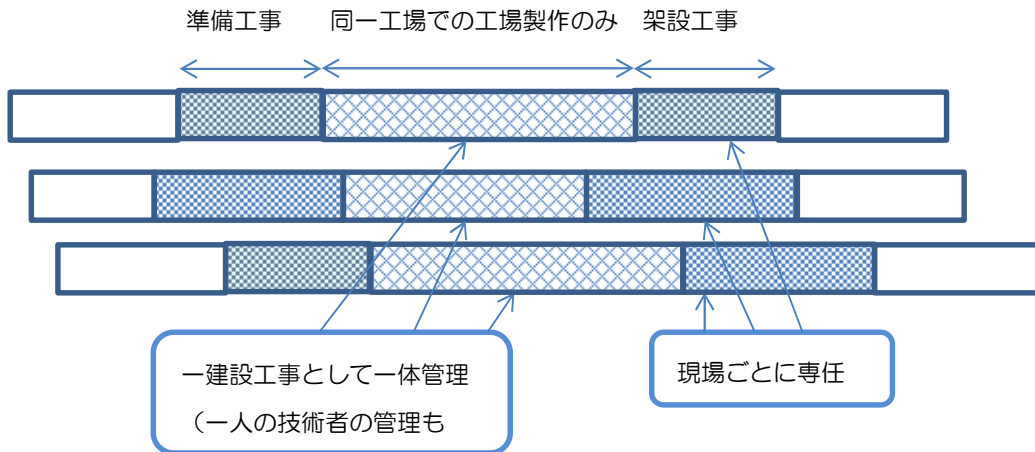 準備工事
同一工場での工場製作のみ
架設工事
一建設工事として一体管理
（一人の技術者の管理も
現場ごとに専任